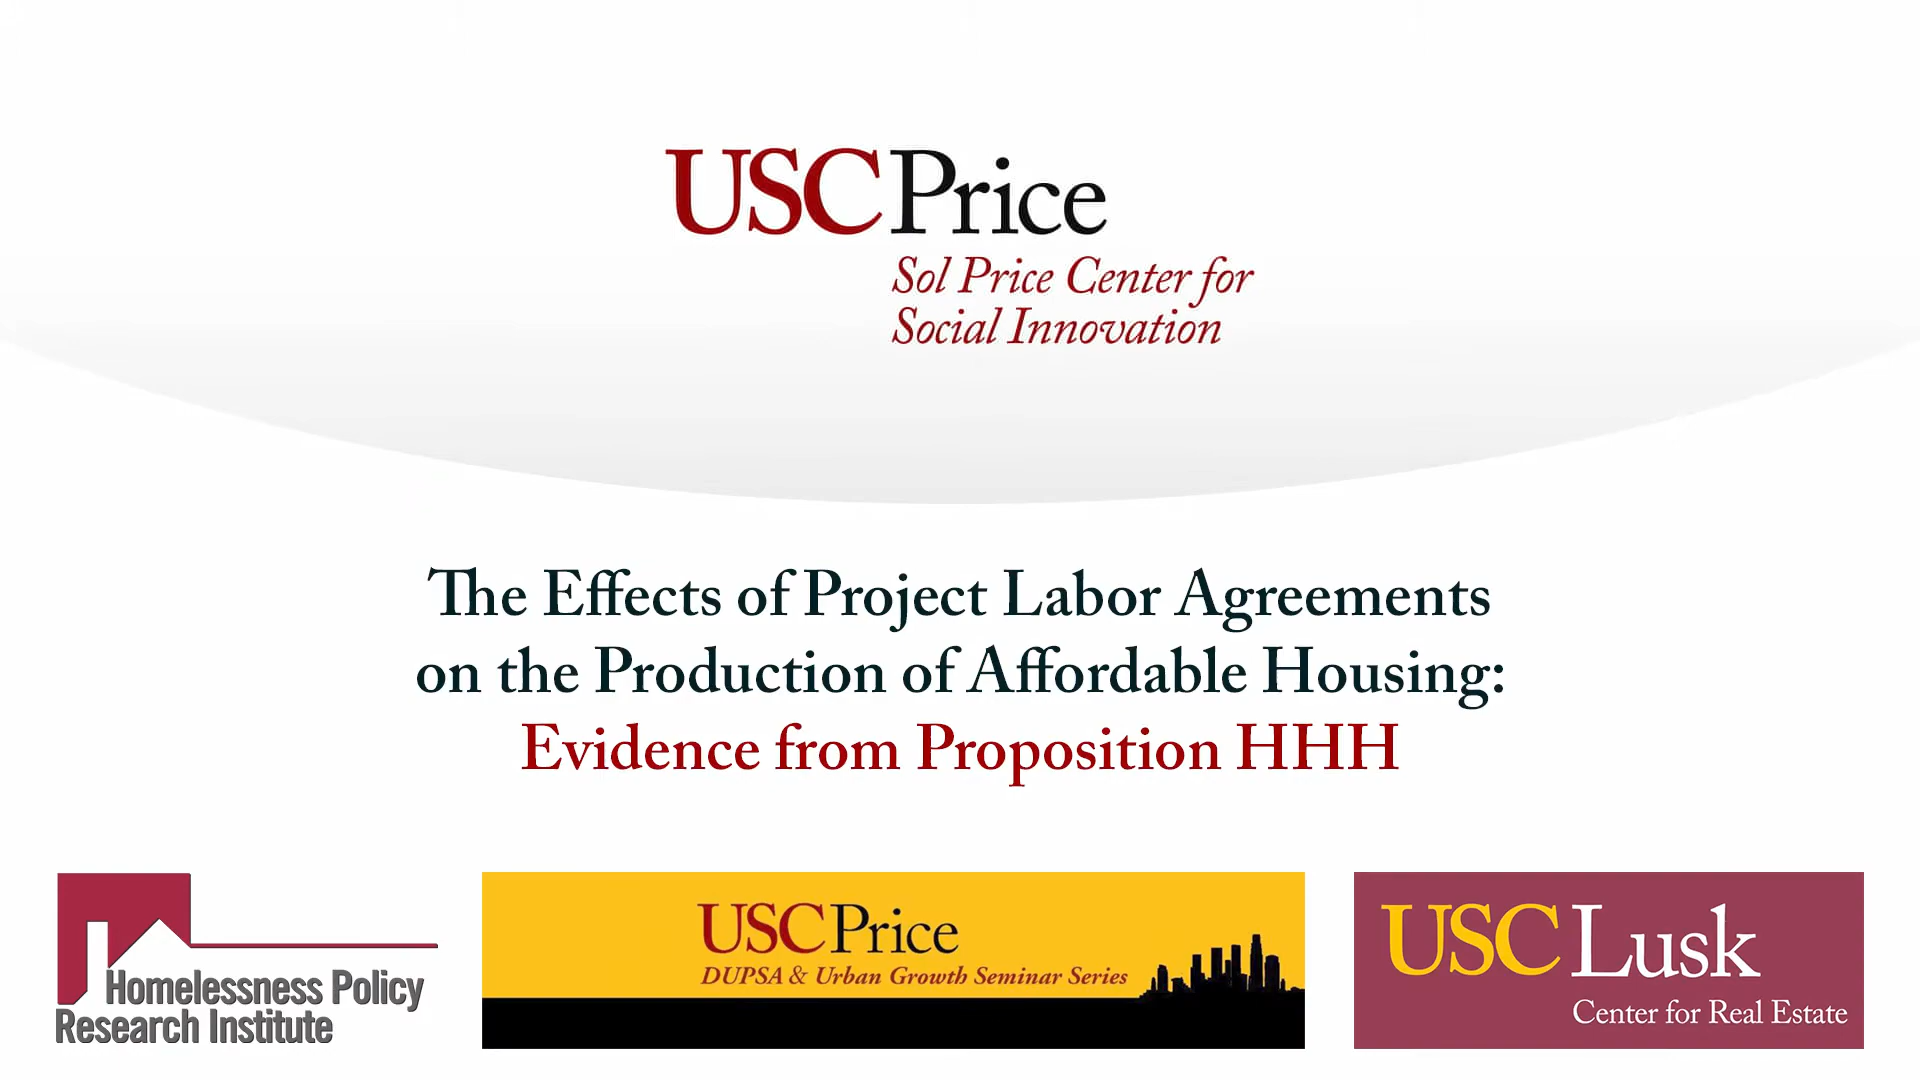 USC Price
Sol Price Center for
Social Innovation
The Effects of Project Labor Agreements
on the Production of Affordable Housing:
Evidence from Proposition HHH
Homelessness Policy
Research Institute
USC Price
DUPSA & Urban Growth Seminar Series
USC Lusk
Center for Real Estate